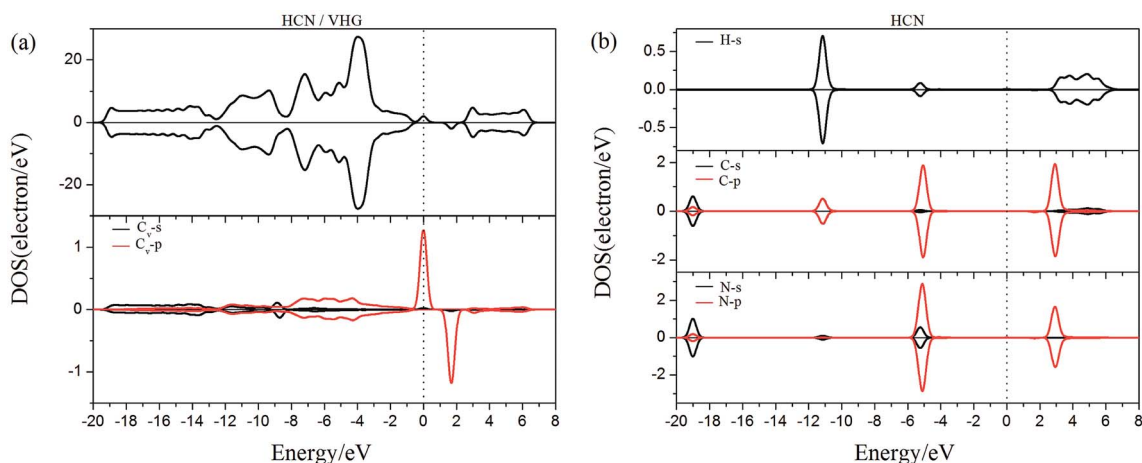 HCN / VHG
(a)
20
0
-20
C_v-s
C_v-p
1
0
-1
DOS(electron/eV)
-20 -18 -16 -14 -12 -10 -8 -6 -4 -2 0 2 4 6 8
Energy/eV
HCN
(b)
H-s
0.5
0.0
-0.5
C-s
C-p
2
0
-2
N-s
N-p
2
0
-2
DOS(electron/eV)
-20 -18 -16 -14 -12 -10 -8 -6 -4 -2 0 2 4 6 8
Energy/eV